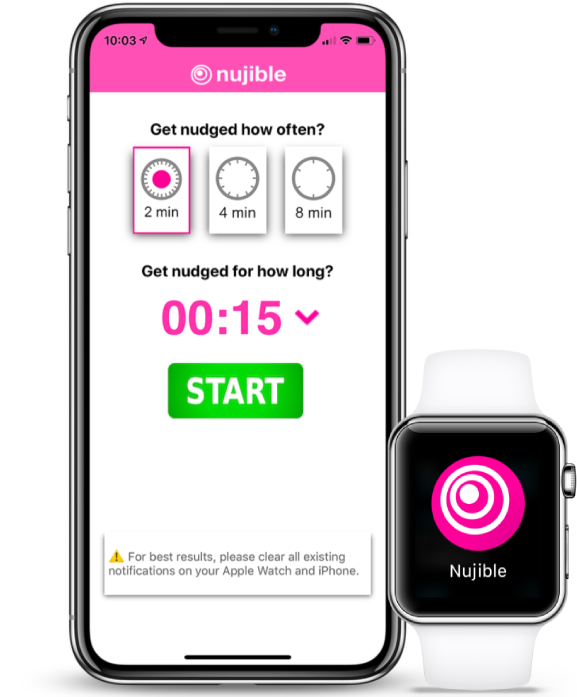 10:03
nujible
Get nudged how often?
2 min
4 min
8 min
Get nudged for how long?
00:15
START
For best results, please clear all existing
notifications on your Apple Watch and iPhone.
Nujible